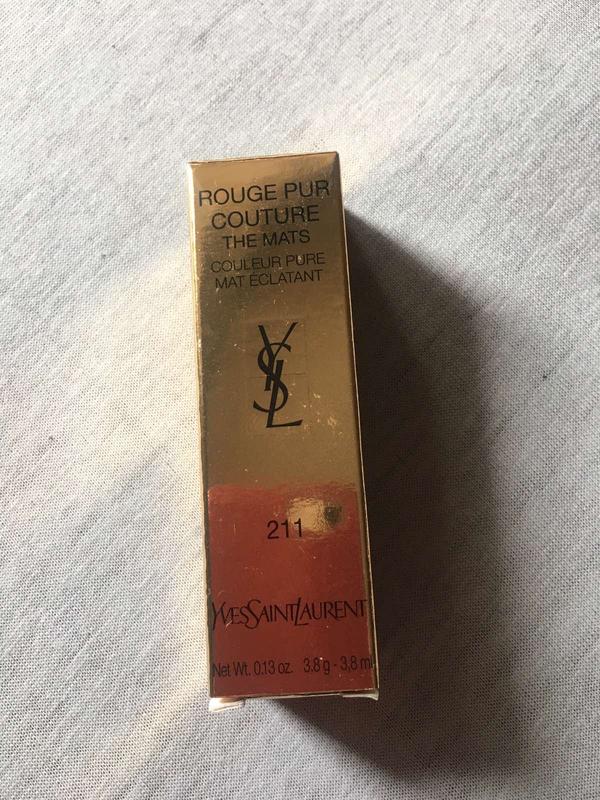 ROUGE PUR
COUTURE
THE MATS
COULEUR PURE
MAT ÉCLATANT
YSL
211
YVESSAINTLAURENT
Net Wt. 0.13 oz. 3.8 g - 3,8 ml